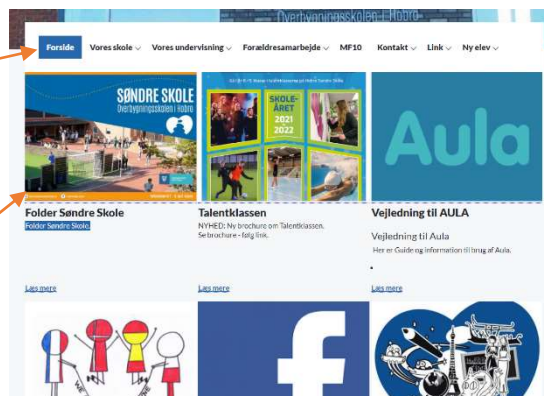 Overbygningsskolen i Hobro
Forside Vores skole Vores undervisning Forældresamarbejde MF10 Kontakt Link Ny elev
SØNDRE SKOLE
Overbygningsskolen i Hobro
SKOLE-
ÅRET
2021
2022
Aula
Folder Søndre Skole
Folder Søndre Skole.
Talentklassen
NYHED: Ny brochure om Talentklassen.
Se brochure - følg link.
Vejledning til AULA
Vejledning til Aula
Her er Guide og information til brug af Aula.
Læs mere
Læs mere
Læs mere
f
WE